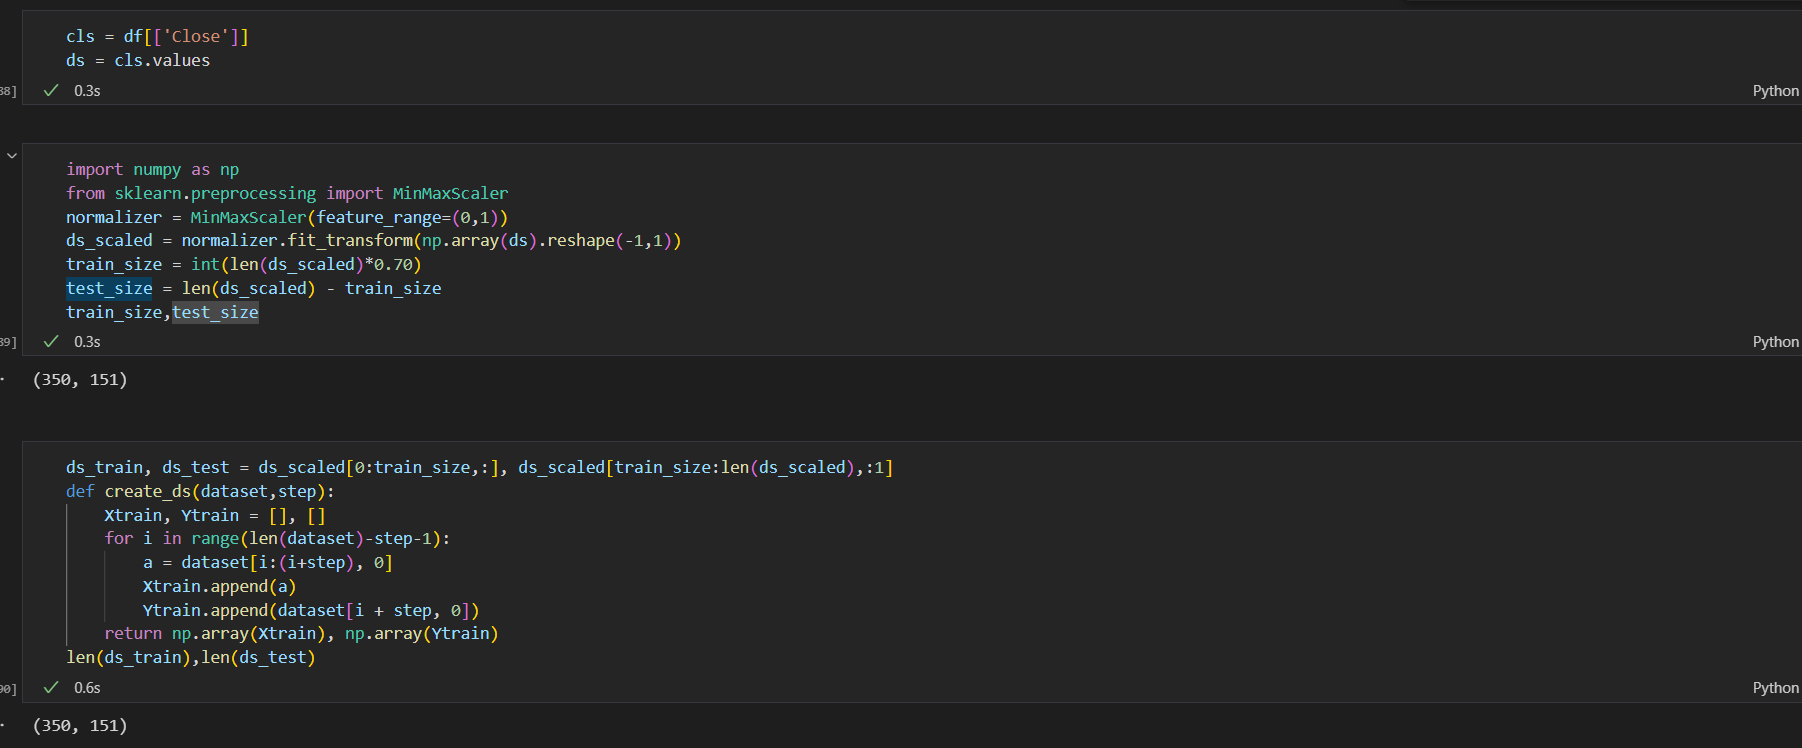 cls = df[['Close']]
ds = cls.values
38] ✓ 0.3s Python
import numpy as np
from sklearn.preprocessing import MinMaxScaler
normalizer = MinMaxScaler(feature_range=(0,1))
ds_scaled = normalizer.fit_transform(np.array(ds).reshape(-1,1))
train_size = int(len(ds_scaled)*0.70)
test_size = len(ds_scaled) - train_size
train_size,test_size
39] ✓ 0.3s Python
(350, 151)
ds_train, ds_test = ds_scaled[0:train_size,:], ds_scaled[train_size:len(ds_scaled),:1]
def create_ds(dataset,step):
    Xtrain, Ytrain = [], []
    for i in range(len(dataset)-step-1):
        a = dataset[i:(i+step), 0]
        Xtrain.append(a)
        Ytrain.append(dataset[i + step, 0])
    return np.array(Xtrain), np.array(Ytrain)
len(ds_train),len(ds_test)
90] ✓ 0.6s Python
(350, 151)